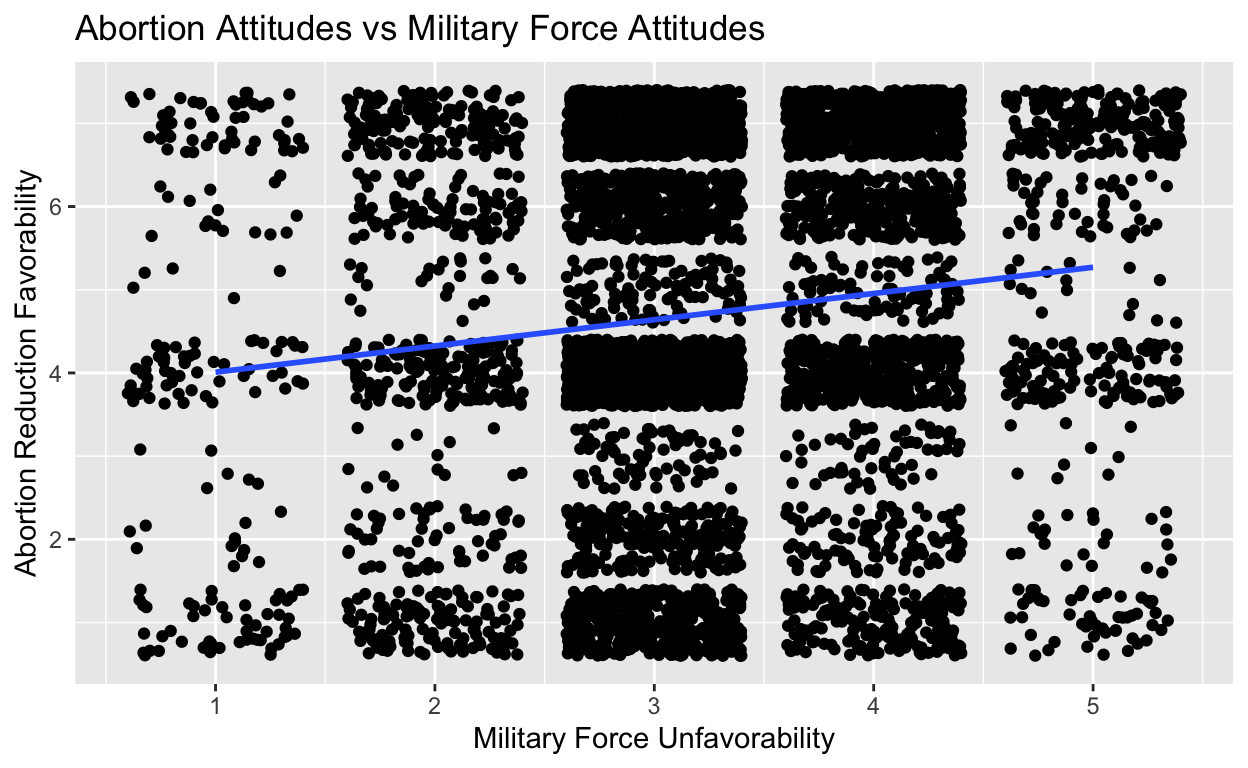 Abortion Attitudes vs Military Force Attitudes
Abortion Reduction Favorability
6
4
2
1 2 3 4 5
Military Force Unfavorability